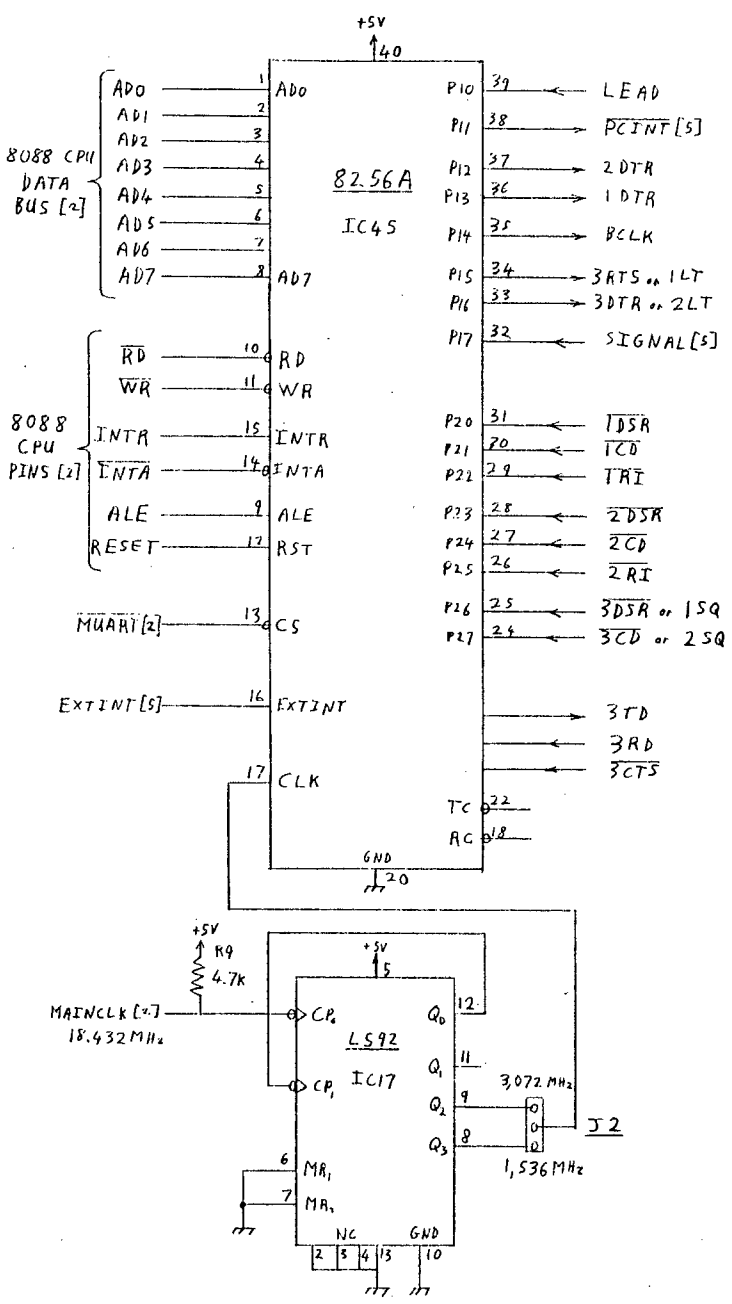 +5V
40
AD0 1 AD0
AD1 2
AD2 3
AD3 4
AD4 5
AD5 6
AD6 7
AD7 8 AD7
8088 CPU
DATA
BUS [2]
8256A
IC45
P10 39 LEAD
P11 38 PCINT [5]
P12 37 2DTR
P13 36 1DTR
P14 35 BCLK
P15 34 3RTS or 1LT
P16 33 3DTR or 2LT
P17 32 SIGNAL [5]
RD 10 RD
WR 11 WR
INTR 15 INTR
INTA 14 INTA
ALE 9 ALE
RESET 12 RST
8088
CPU
PINS [2]
P20 31 1DSR
P21 30 1CD
P22 29 1RI
P23 28 2DSR
P24 27 2CD
P25 26 2RI
P26 25 3DSR or 1SQ
P27 24 3CD or 2SQ
MUART [2] 13 CS
EXTINT [5] 16 EXTINT
17 CLK
3TD
3RD
3CTS
TC 22
RC 18
GND
20
+5V
R9
4.7K
MAINCLK [2]
18.432MHz
+5V
5
LS92
IC17
CP0
CP1
Q0 12
Q1 11
Q2 9
Q3 8
3,072 MHz
J2
1,536 MHz
6 MR1
7 MR2
NC GND
2 3 4 13 10